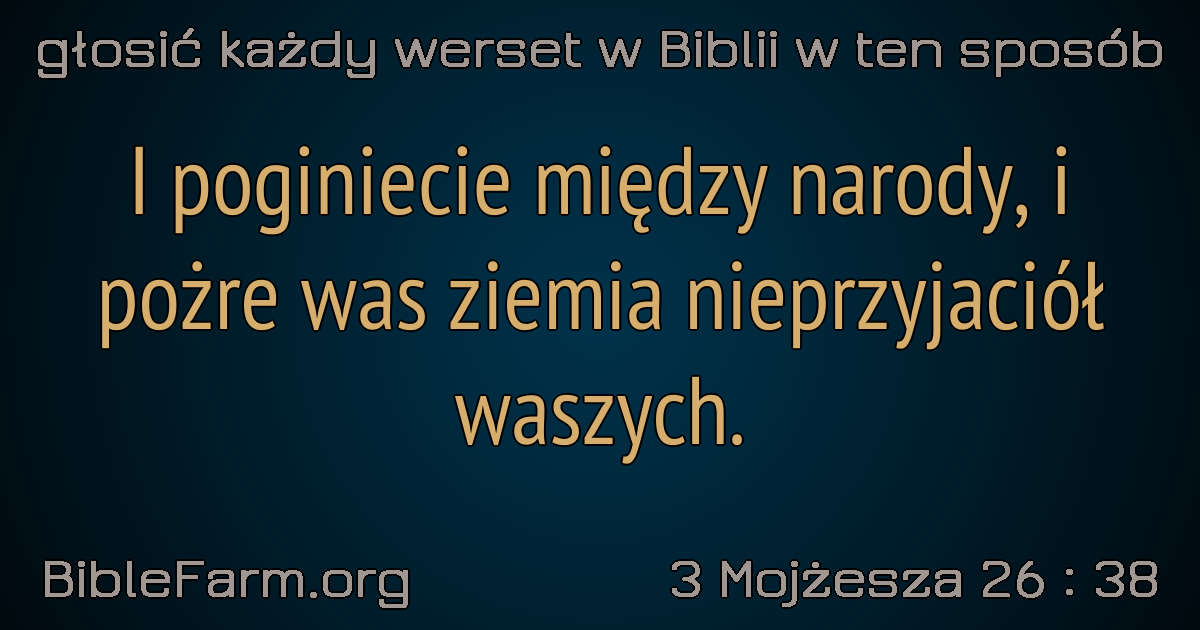 głosić każdy werset w Biblii w ten sposób
I poginiecie między narody, i
pożre was ziemia nieprzyjaciół
waszych.
BibleFarm.org
3 Mojżesza 26 : 38